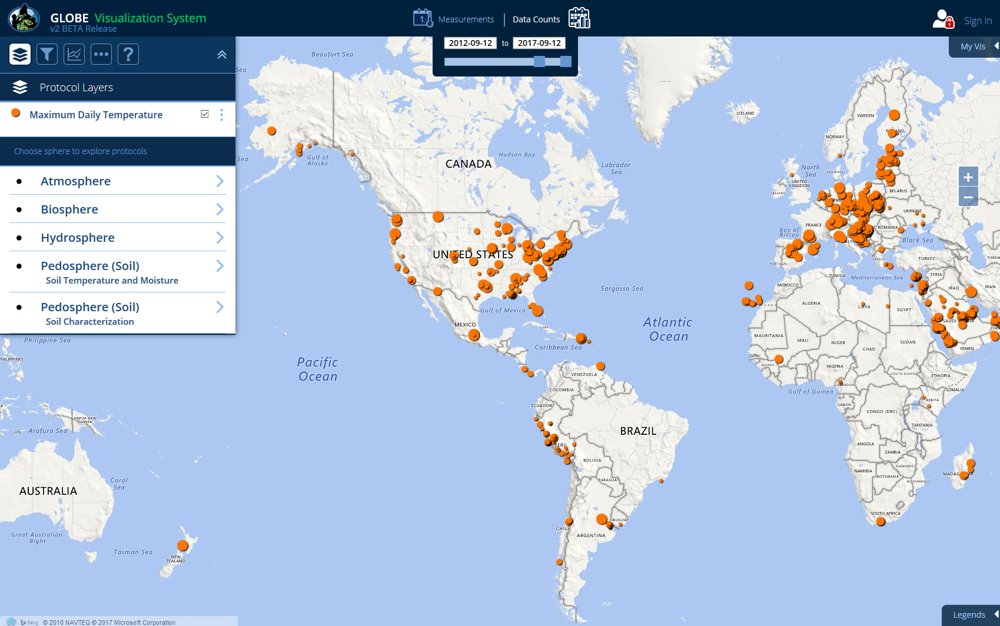 GLOBE Visualization System
v2 BETA Release
1
Measurements
Data Counts
Sign In
2012-09-12 to 2017-09-12
My Vis
?
Protocol Layers
Maximum Daily Temperature
Choose sphere to explore protocols
Atmosphere
Biosphere
Hydrosphere
Pedosphere (Soil)
Soil Temperature and Moisture
Pedosphere (Soil)
Soil Characterization
+
−
Beaufort Sea
Sea
Sea
Gulf of
Alaska
CANADA
Hudson Bay
Labrador
Sea
ICELAND
SWEDEN
NORWAY
North
Sea
DENMARK
UNITED
KINGDOM
IRELAND
BELARUS
UKRAINE
FRANCE
ROMANIA
Bay of
Biscay
Black Sea
PORTUGAL
GREECE
TURKEY
TUNISIA
Mediterranean Sea
SYRIA
IRAQ
IRAN
MOROCCO
ALGERIA
LIBYA
EGYPT
UNITED STATES
Sargasso Sea
Gulf of Mexico
MEXICO
CUBA
Caribbean Sea
Atlantic
Ocean
Pacific
Ocean
MAURITANIA
MALI
NIGER
CHAD
SUDAN
YEMEN
GUINEA
GHANA
NIGERIA
SOUTH SUDAN
ETHIOPIA
SOMALIA
Gulf of Guinea
GABON
CONGO (DRC)
KENYA
TANZANIA
ANGOLA
ZAMBIA
NAMIBIA
ZIMBABWE
BOTSWANA
MOZAMBIQUE
SOUTH AFRICA
VENEZUELA
COLOMBIA
ECUADOR
PERU
BRAZIL
BOLIVIA
PARAGUAY
URUGUAY
CHILE
ARGENTINA
Philippine Sea
PHILIPPINES
PAPUA NEW
GUINEA
Arafura Sea
Coral
Sea
AUSTRALIA
Great Australian
Bight
Tasman Sea
NEW
ZEALAND
Legends
bing © 2010 NAVTEQ © 2017 Microsoft Corporation